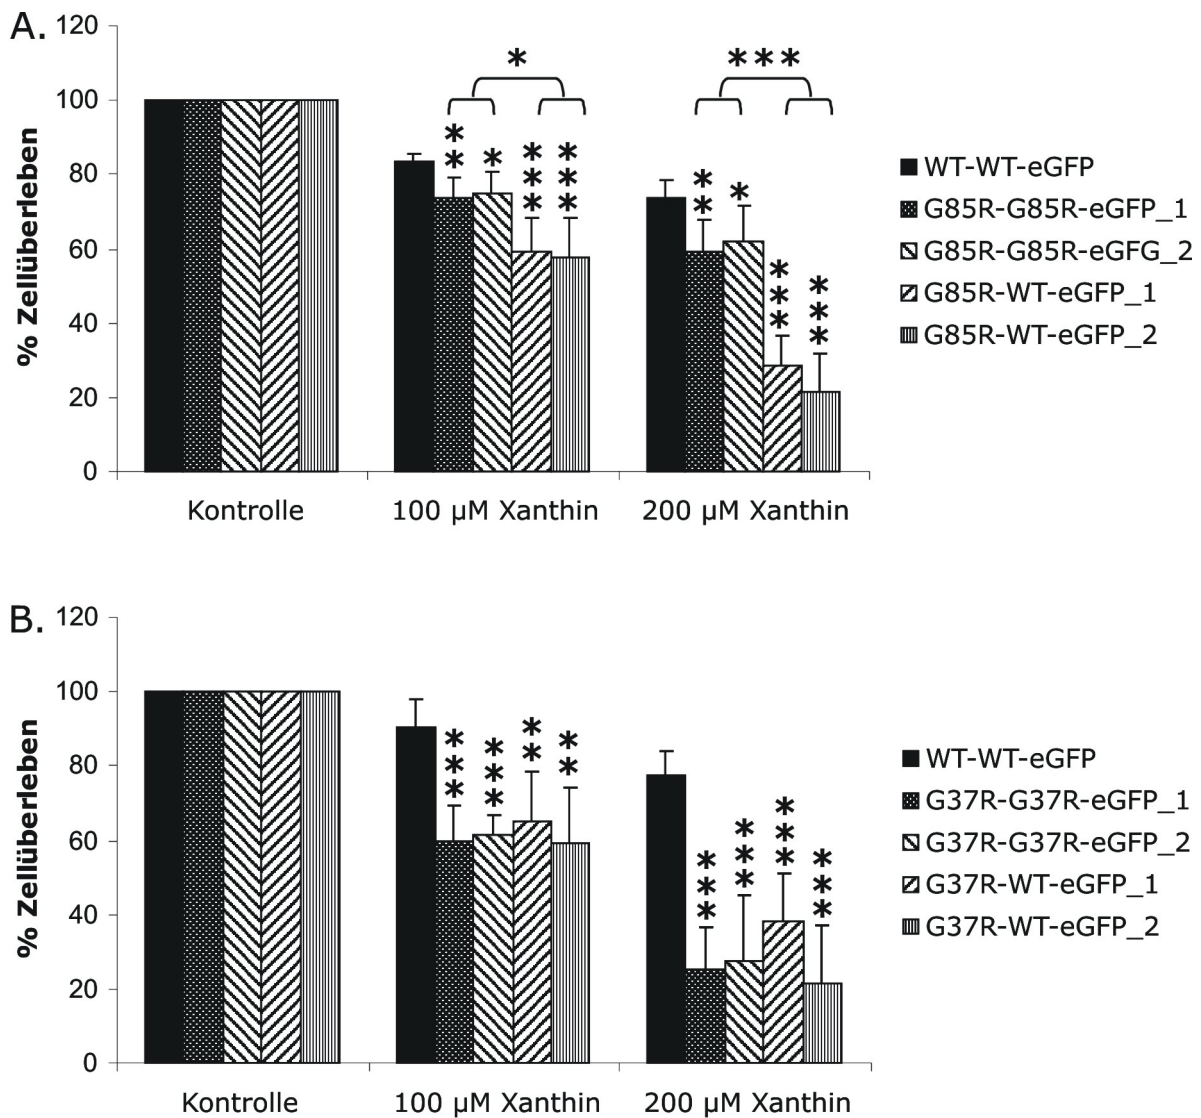 A.
120
100
80
60
40
20
0
% Zellüberleben
*
***
**
*
***
***
**
*
***
***
Kontrolle
100 µM Xanthin
200 µM Xanthin
WT-WT-eGFP
G85R-G85R-eGFP_1
G85R-G85R-eGFG_2
G85R-WT-eGFP_1
G85R-WT-eGFP_2
B.
120
100
80
60
40
20
0
% Zellüberleben
***
***
**
**
***
***
***
***
Kontrolle
100 µM Xanthin
200 µM Xanthin
WT-WT-eGFP
G37R-G37R-eGFP_1
G37R-G37R-eGFP_2
G37R-WT-eGFP_1
G37R-WT-eGFP_2